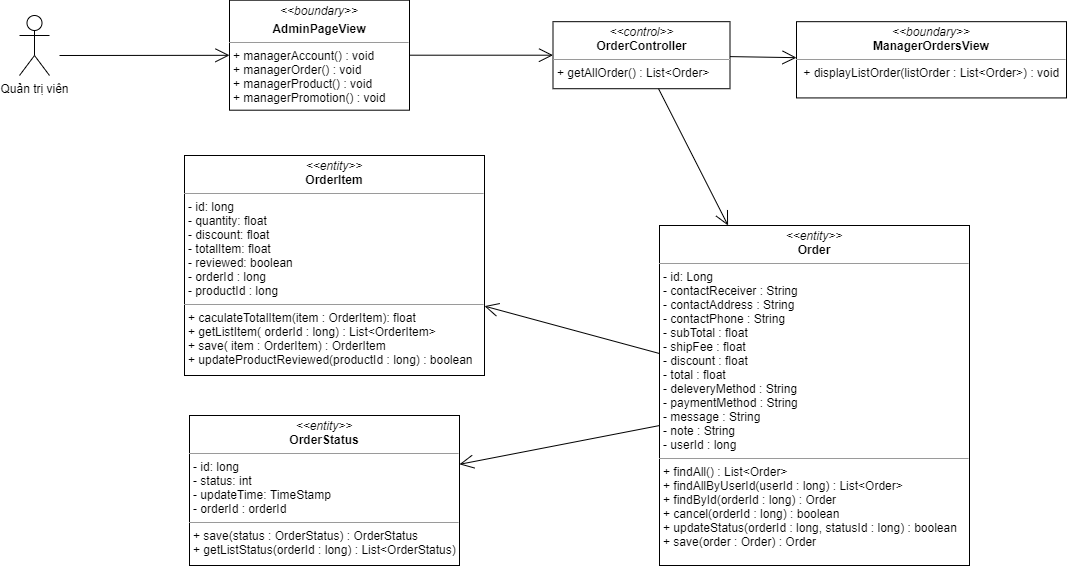 Quản trị viên
<<boundary>>
AdminPageView
+ managerAccount() : void
+ managerOrder() : void
+ managerProduct() : void
+ managerPromotion() : void
<<control>>
OrderController
+ getAllOrder() : List<Order>
<<boundary>>
ManagerOrdersView
+ displayListOrder(listOrder : List<Order>) : void
<<entity>>
OrderItem
- id: long
- quantity: float
- discount: float
- totalItem: float
- reviewed: boolean
- orderId : long
- productId : long
+ caculateTotalItem(item : OrderItem): float
+ getListItem( orderId : long) : List<OrderItem>
+ save( item : OrderItem) : OrderItem
+ updateProductReviewed(productId : long) : boolean
<<entity>>
Order
- id: Long
- contactReceiver : String
- contactAddress : String
- contactPhone : String
- subTotal : float
- shipFee : float
- discount : float
- total : float
- deleveryMethod : String
- paymentMethod : String
- message : String
- note : String
- userId : long
+ findAll() : List<Order>
+ findAllByUserId(userId : long) : List<Order>
+ findById(orderId : long) : Order
+ cancel(orderId : long) : boolean
+ updateStatus(orderId : long, statusId : long) : boolean
+ save(order : Order) : Order
<<entity>>
OrderStatus
- id: long
- status: int
- updateTime: TimeStamp
- orderId : orderId
+ save(status : OrderStatus) : OrderStatus
+ getListStatus(orderId : long) : List<OrderStatus>